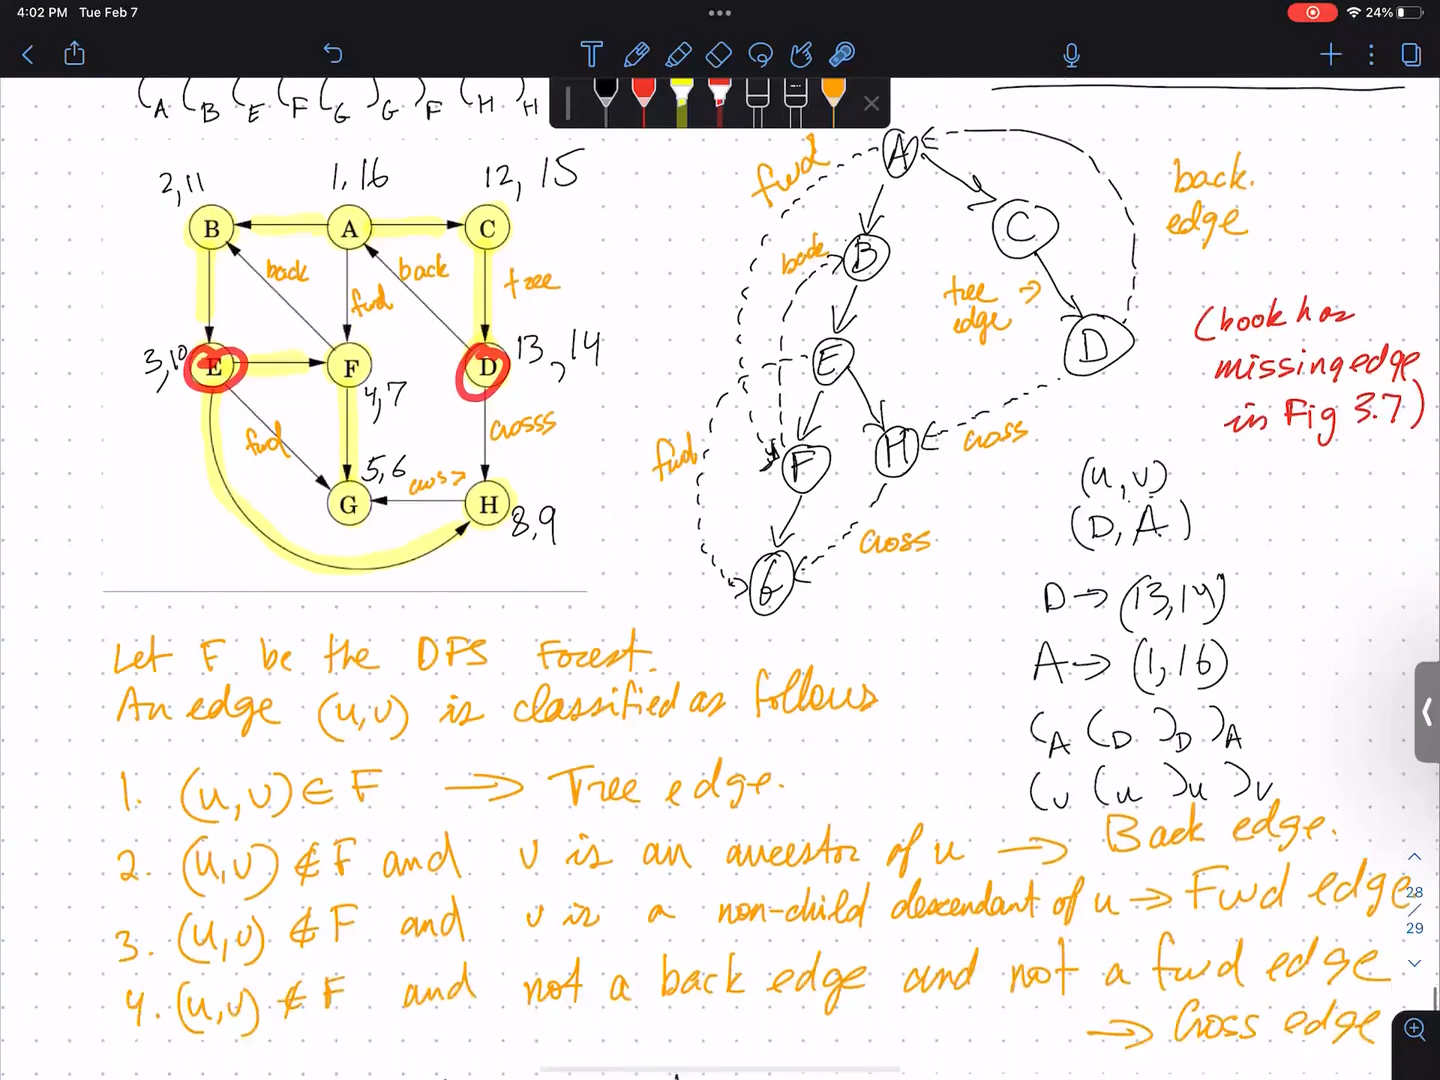 4:02 PM Tue Feb 7
24%
T
(A (B (E (F (G )G )F (H )H
2,11
1,16
12, 15
B
A
C
back
back
fwd
tree
3,10
E
F
D
13, 14
4,7
fwd
crosss
5,6
cross
G
H
8,9
fwd
A
back
edge
C
back
B
tree
edge
D
E
(book has
missing edge
in Fig 3.7)
fwd
F
H
cross
cross
G
(u,v)
(D,A)
D → (13,14)
A → (1,16)
(A (D )D )A
(v (u )u )v
Let F be the DFS Forest.
An edge (u,v) is classified as follows
1. (u,v) ∈ F → Tree edge.
2. (u,v) ∉ F and v is an ancestor of u → Back edge.
3. (u,v) ∉ F and v is a non-child descendant of u → Fwd edge
4. (u,v) ∉ F and not a back edge and not a fwd edge
→ Cross edge
28
29